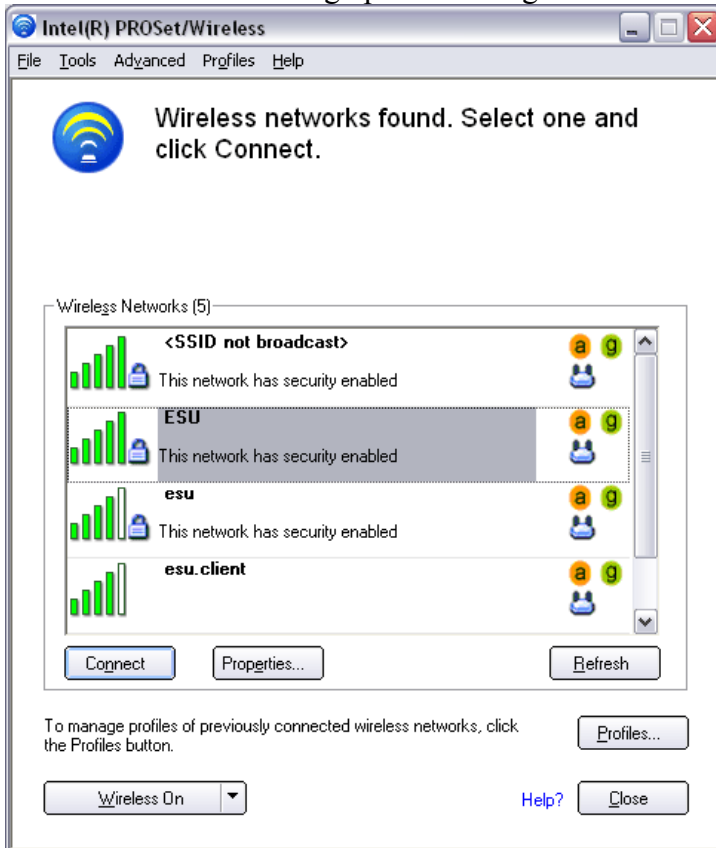 Intel(R) PROSet/Wireless
File Tools Advanced Profiles Help
Wireless networks found. Select one and
click Connect.
Wireless Networks (5)
<SSID not broadcast>
a g
This network has security enabled
ESU
a g
This network has security enabled
esu
a g
This network has security enabled
esu.client
a g
Connect Properties... Refresh
To manage profiles of previously connected wireless networks, click
the Profiles button.
Profiles...
Wireless On Help? Close